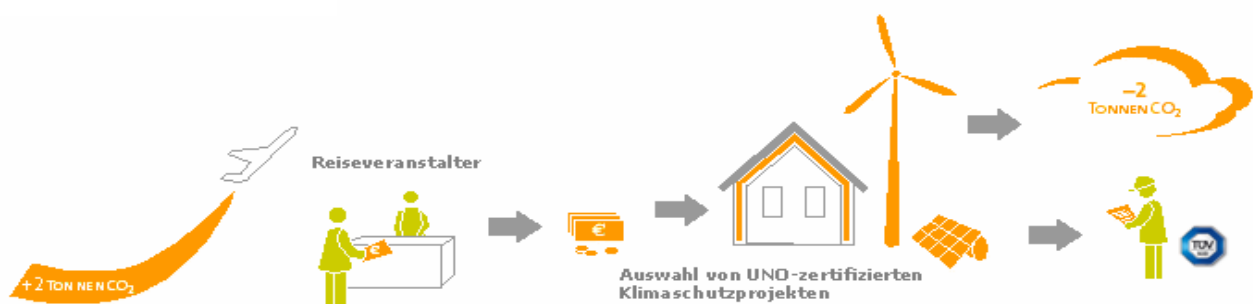 +2 TONNEN CO₂
Reiseveranstalter
€
€
Auswahl von UNO-zertifizierten
Klimaschutzprojekten
–2
TONNEN CO₂
TÜV